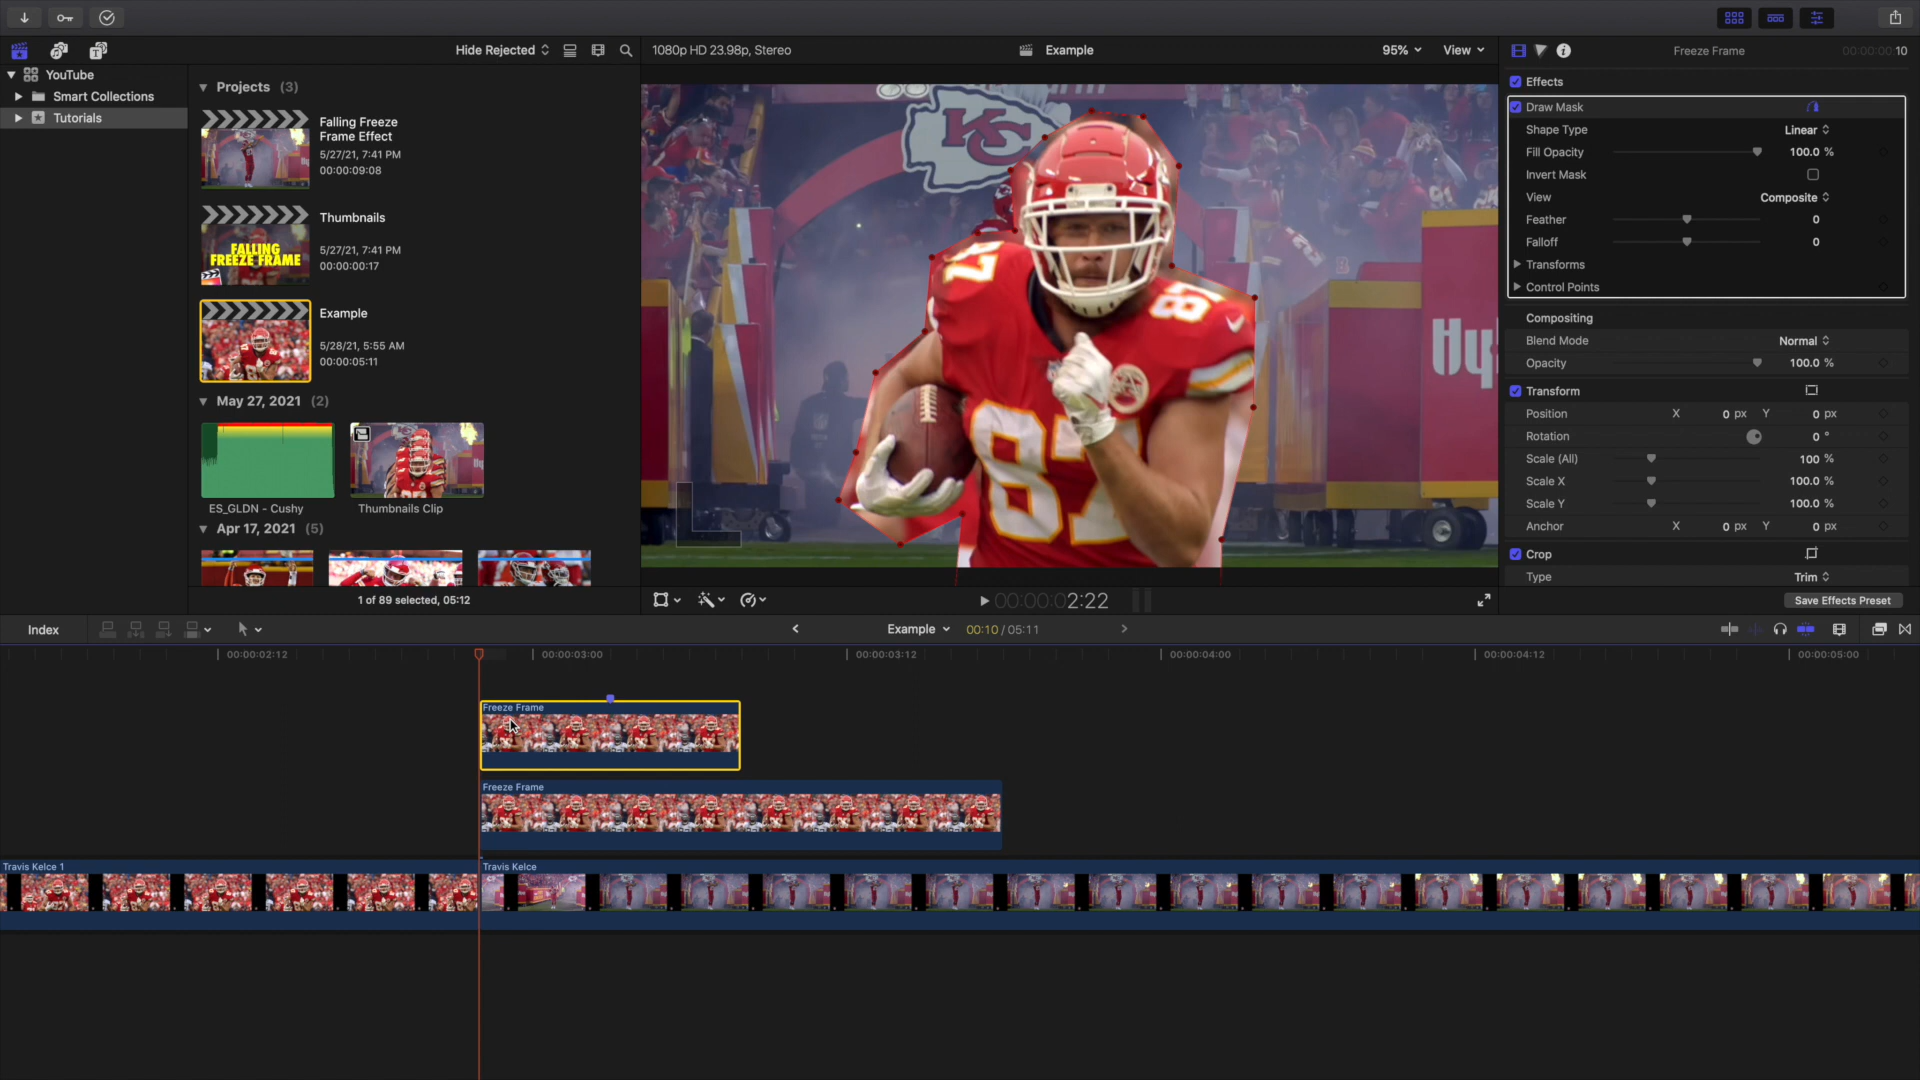 Hide Rejected
1080p HD 23.98p, Stereo
Example
95%
View
Freeze Frame
00:00:00:10
YouTube
Smart Collections
Tutorials
Projects (3)
Falling Freeze
Frame Effect
5/27/21, 7:41 PM
00:00:09:08
Thumbnails
5/27/21, 7:41 PM
00:00:00:17
FALLING
FREEZE FRAME
Example
5/28/21, 5:55 AM
00:00:05:11
May 27, 2021 (2)
ES_GLDN - Cushy
Thumbnails Clip
Apr 17, 2021 (5)
1 of 89 selected, 05:12
KC
87
87
87
Hy
Effects
Draw Mask
Shape Type Linear
Fill Opacity 100.0 %
Invert Mask
View Composite
Feather 0
Falloff 0
Transforms
Control Points
Compositing
Blend Mode Normal
Opacity 100.0 %
Transform
Position X 0 px Y 0 px
Rotation 0 °
Scale (All) 100 %
Scale X 100.0 %
Scale Y 100.0 %
Anchor X 0 px Y 0 px
Crop
Type Trim
Save Effects Preset
00:00:02:22
Index
Example
00:10 / 05:11
00:00:02:12
00:00:03:00
00:00:03:12
00:00:04:00
00:00:04:12
00:00:05:00
Freeze Frame
Freeze Frame
Travis Kelce 1
Travis Kelce